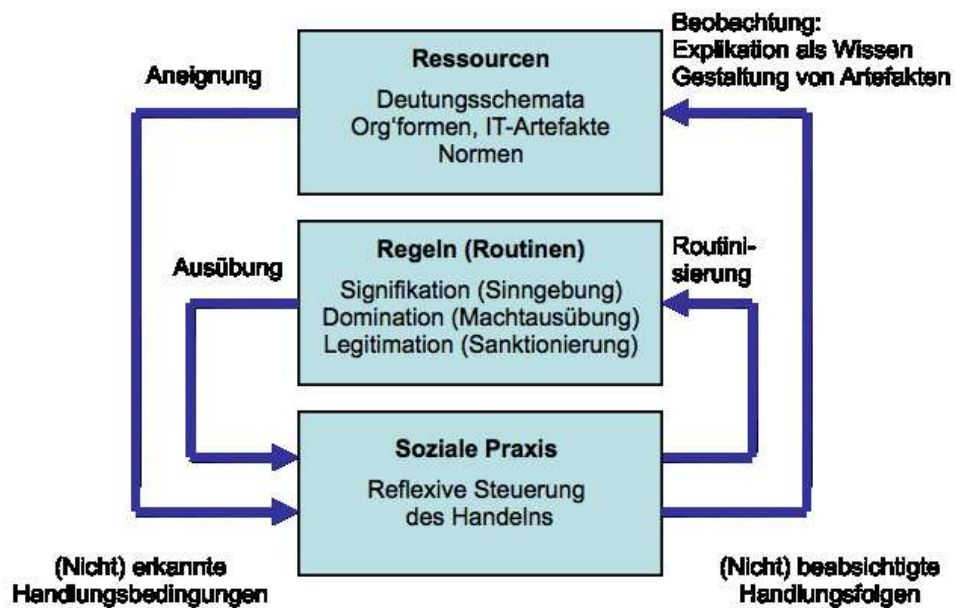 Beobachtung:
Explikation als Wissen
Gestaltung von Artefakten
Aneignung
Ressourcen
Deutungsschemata
Org'formen, IT-Artefakte
Normen
Ausübung
Regeln (Routinen)
Signifikation (Sinngebung)
Domination (Machtausübung)
Legitimation (Sanktionierung)
Routini-
sierung
Soziale Praxis
Reflexive Steuerung
des Handelns
(Nicht) erkannte
Handlungsbedingungen
(Nicht) beabsichtigte
Handlungsfolgen